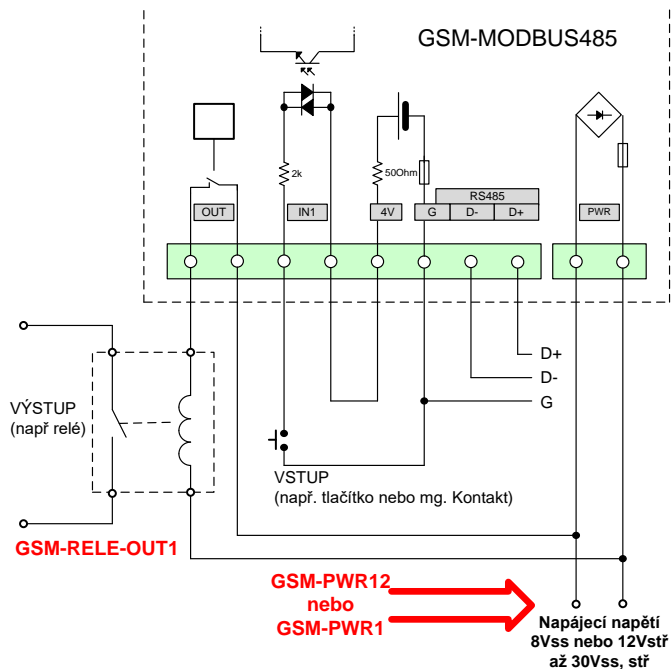 GSM-MODBUS485
2k
50Ohm
RS485
OUT
IN1
4V
G
D-
D+
PWR
D+
D-
G
VÝSTUP
(např relé)
VSTUP
(např. tlačítko nebo mg. Kontakt)
GSM-RELE-OUT1
GSM-PWR12
nebo
GSM-PWR1
Napájecí napětí
8Vss nebo 12Vstř
až 30Vss, stř